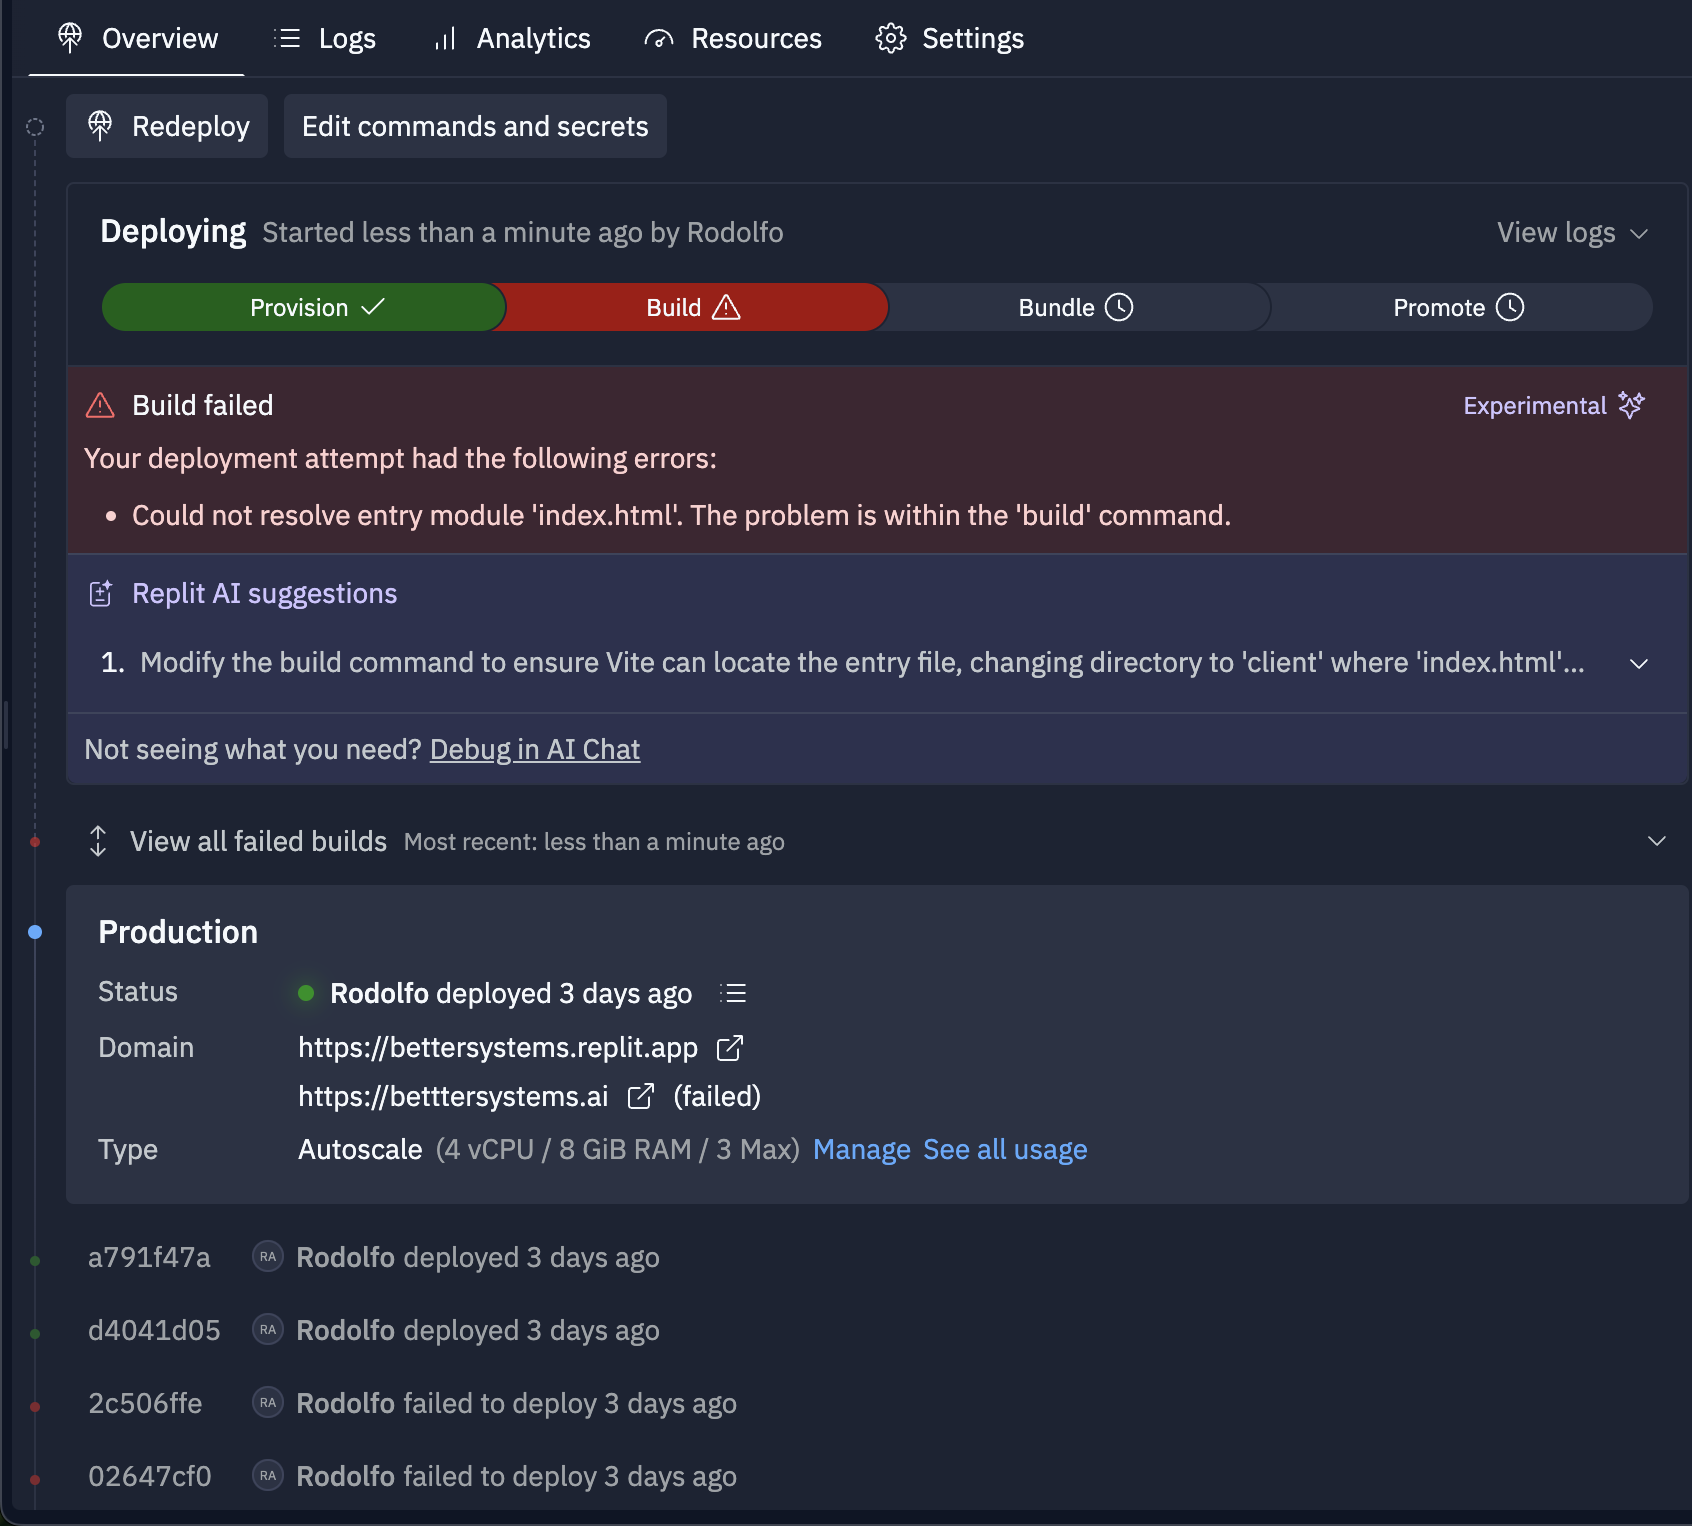 Overview Logs Analytics Resources Settings
Redeploy Edit commands and secrets
Deploying Started less than a minute ago by Rodolfo View logs
Provision Build Bundle Promote
Build failed Experimental
Your deployment attempt had the following errors:
• Could not resolve entry module 'index.html'. The problem is within the 'build' command.
Replit AI suggestions
1. Modify the build command to ensure Vite can locate the entry file, changing directory to 'client' where 'index.html'...
Not seeing what you need? Debug in AI Chat
View all failed builds Most recent: less than a minute ago
Production
Status Rodolfo deployed 3 days ago
Domain https://bettersystems.replit.app
https://betttersystems.ai (failed)
Type Autoscale (4 vCPU / 8 GiB RAM / 3 Max) Manage See all usage
a791f47a RA Rodolfo deployed 3 days ago
d4041d05 RA Rodolfo deployed 3 days ago
2c506ffe RA Rodolfo failed to deploy 3 days ago
02647cf0 RA Rodolfo failed to deploy 3 days ago